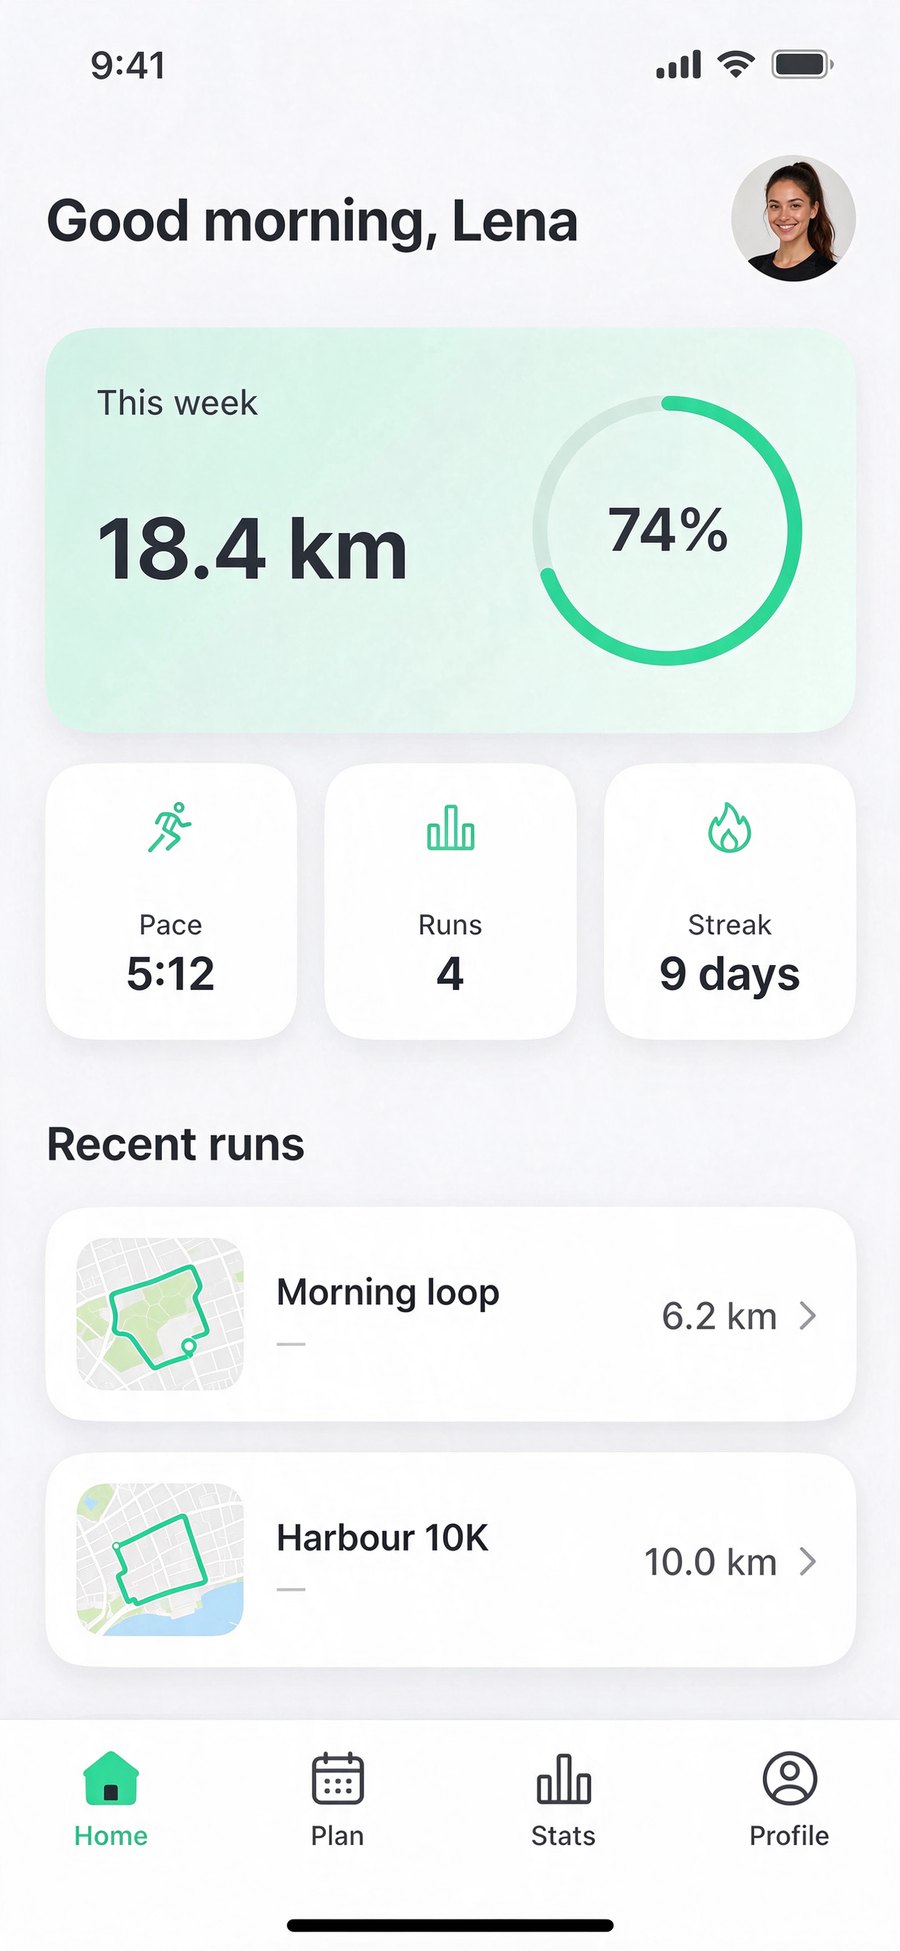 9:41
Good morning, Lena
This week
18.4 km
74%
Pace
5:12
Runs
4
Streak
9 days
Recent runs
Morning loop
—
6.2 km
Harbour 10K
—
10.0 km
Home
Plan
Stats
Profile